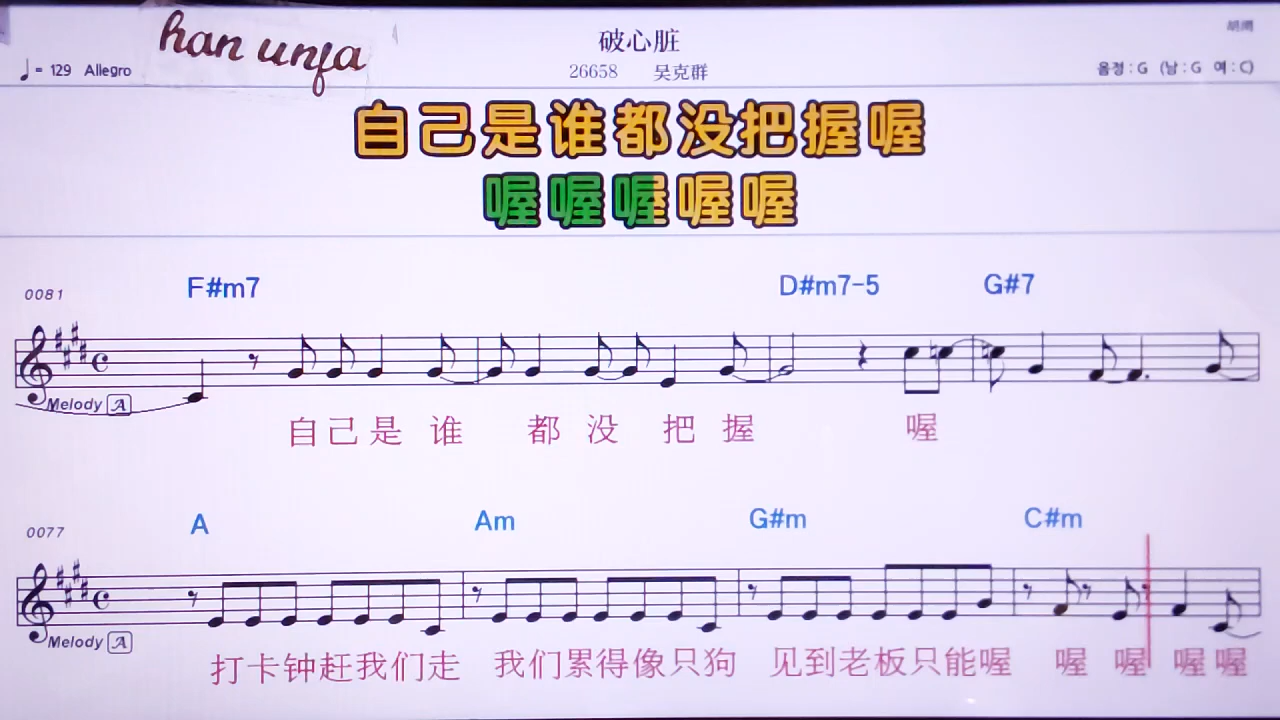 han unfa
破心脏
♩= 129 Allegro
26658 吴克群
음정 : G (남 : G 여 : C)
自己是谁都没把握喔
喔喔喔喔喔
0081 F#m7 D#m7-5 G#7
Melody A
自己是 谁 都 没 把 握 喔
0077 A Am G#m C#m
Melody A
打卡钟赶我们走 我们累得像只狗 见到老板只能喔 喔 喔 喔喔